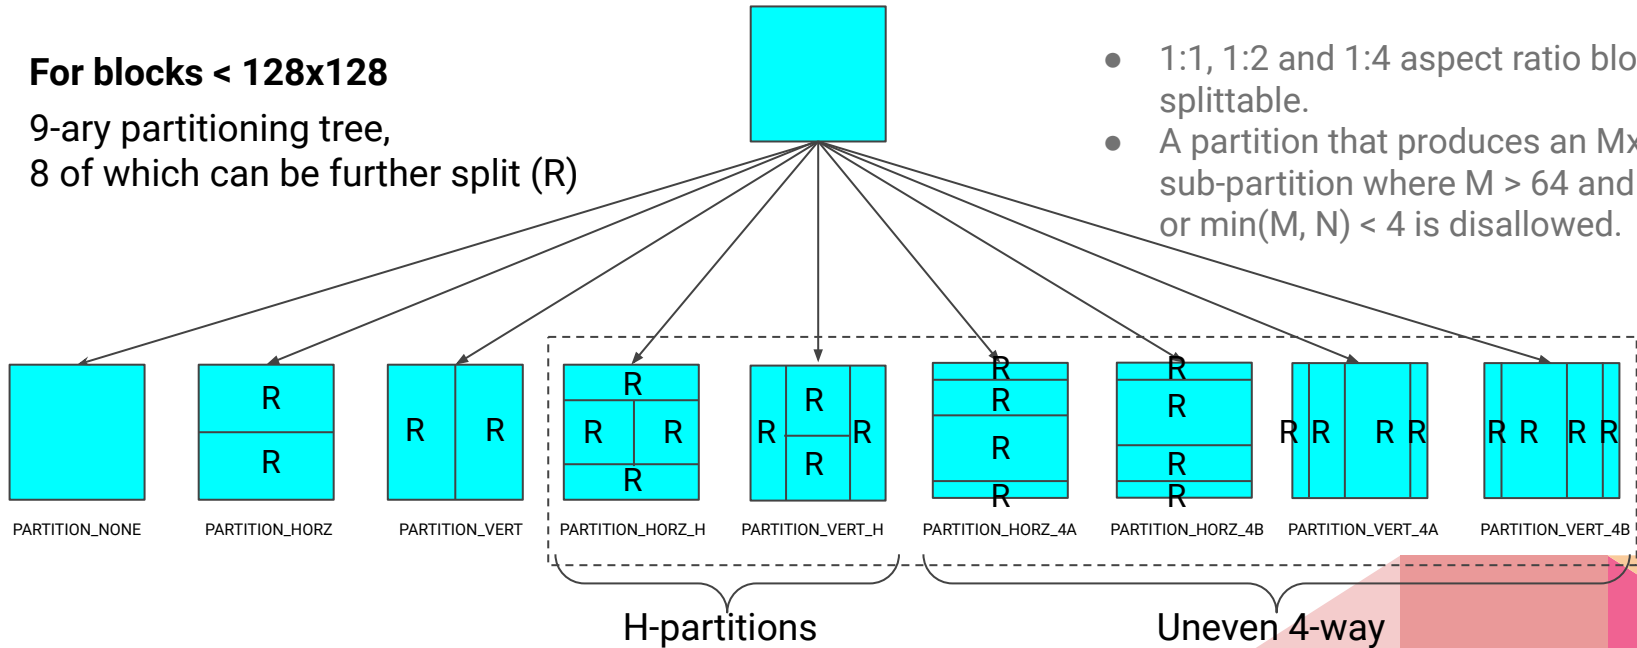 For blocks < 128x128
9-ary partitioning tree,
8 of which can be further split (R)
● 1:1, 1:2 and 1:4 aspect ratio
splittable.
● A partition that produces an
sub-partition where M > 64 and
or min(M, N) < 4 is disallowed.
R R R R R R R R
R R R R R R R R
R R R R R R R R
R R R R R R R R
PARTITION_NONE PARTITION_HORZ PARTITION_VERT PARTITION_HORZ_H PARTITION_VERT_H PARTITION_HORZ_4A PARTITION_HORZ_4B PARTITION_VERT_4A PARTITION_VERT_4B
H-partitions Uneven 4-way